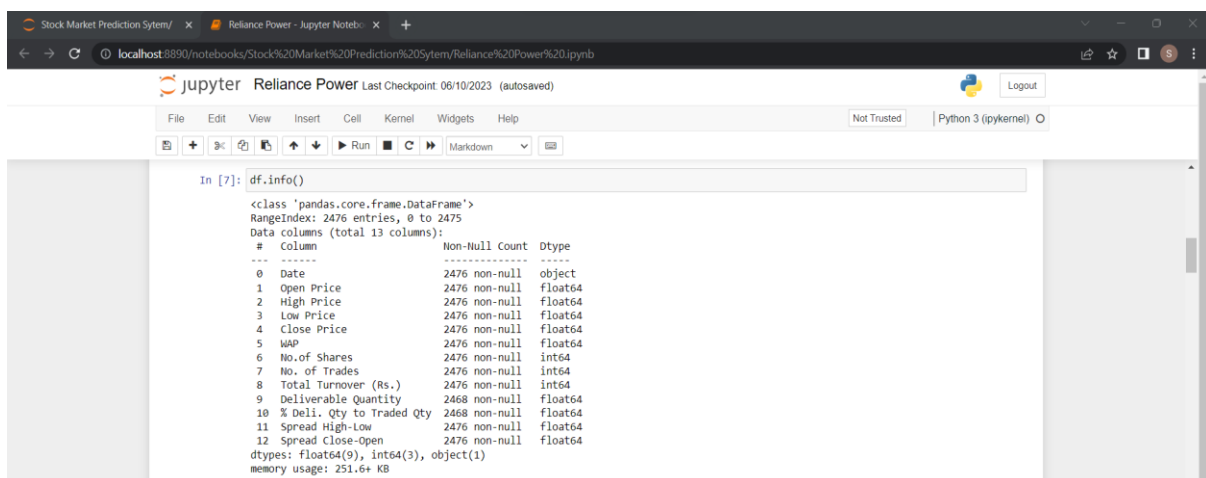 Stock Market Prediction Sytem/ Reliance Power - Jupyter Notebo
localhost:8890/notebooks/Stock%20Market%20Prediction%20Sytem/Reliance%20Power%20.ipynb S
jupyter Reliance Power Last Checkpoint: 06/10/2023 (autosaved) Logout
File Edit View Insert Cell Kernel Widgets Help Not Trusted Python 3 (ipykernel)
Run Markdown
In [7]: df.info()
<class 'pandas.core.frame.DataFrame'>
RangeIndex: 2476 entries, 0 to 2475
Data columns (total 13 columns):
# Column Non-Null Count Dtype
--- ------ -------------- -----
0 Date 2476 non-null object
1 Open Price 2476 non-null float64
2 High Price 2476 non-null float64
3 Low Price 2476 non-null float64
4 Close Price 2476 non-null float64
5 WAP 2476 non-null float64
6 No.of Shares 2476 non-null int64
7 No. of Trades 2476 non-null int64
8 Total Turnover (Rs.) 2476 non-null int64
9 Deliverable Quantity 2468 non-null float64
10 % Deli. Qty to Traded Qty 2468 non-null float64
11 Spread High-Low 2476 non-null float64
12 Spread Close-Open 2476 non-null float64
dtypes: float64(9), int64(3), object(1)
memory usage: 251.6+ KB